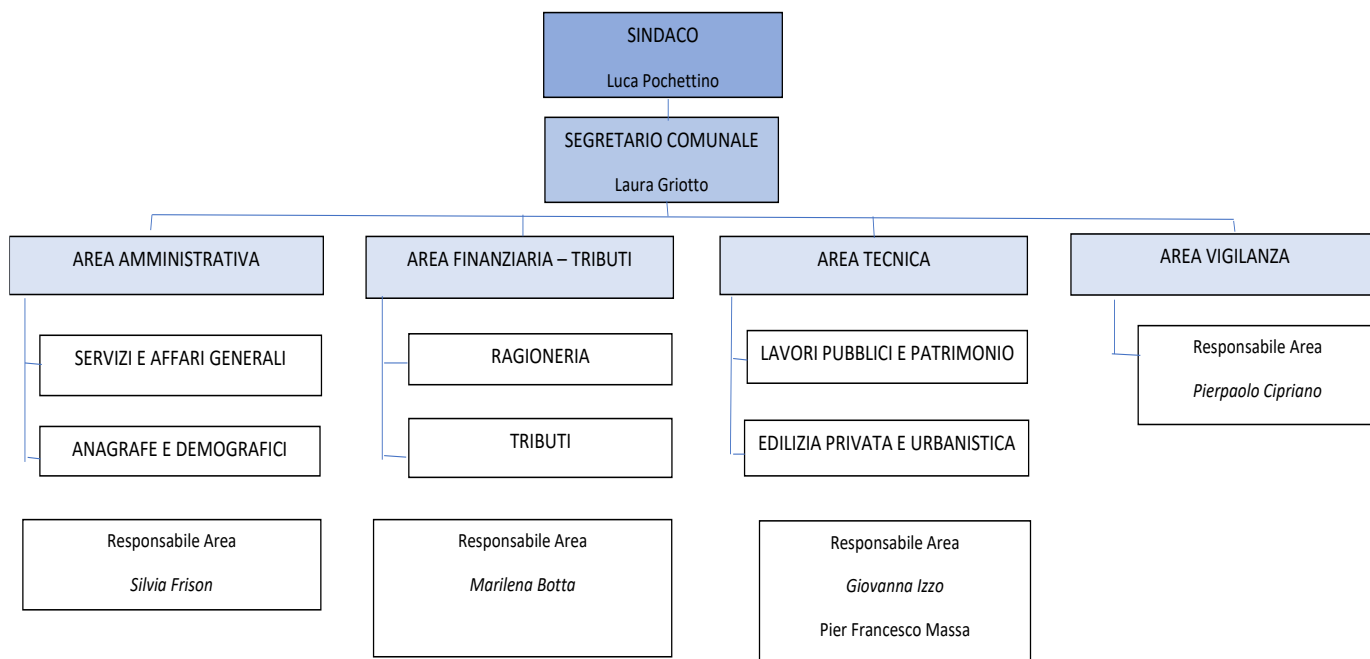 SINDACO
Luca Pochettino
SEGRETARIO COMUNALE
Laura Griotto
AREA AMMINISTRATIVA
AREA FINANZIARIA – TRIBUTI
AREA TECNICA
AREA VIGILANZA
SERVIZI E AFFARI GENERALI
RAGIONERIA
LAVORI PUBBLICI E PATRIMONIO
Responsabile Area
Pierpaolo Cipriano
ANAGRAFE E DEMOGRAFICI
TRIBUTI
EDILIZIA PRIVATA E URBANISTICA
Responsabile Area
Silvia Frison
Responsabile Area
Marilena Botta
Responsabile Area
Giovanna Izzo
Pier Francesco Massa